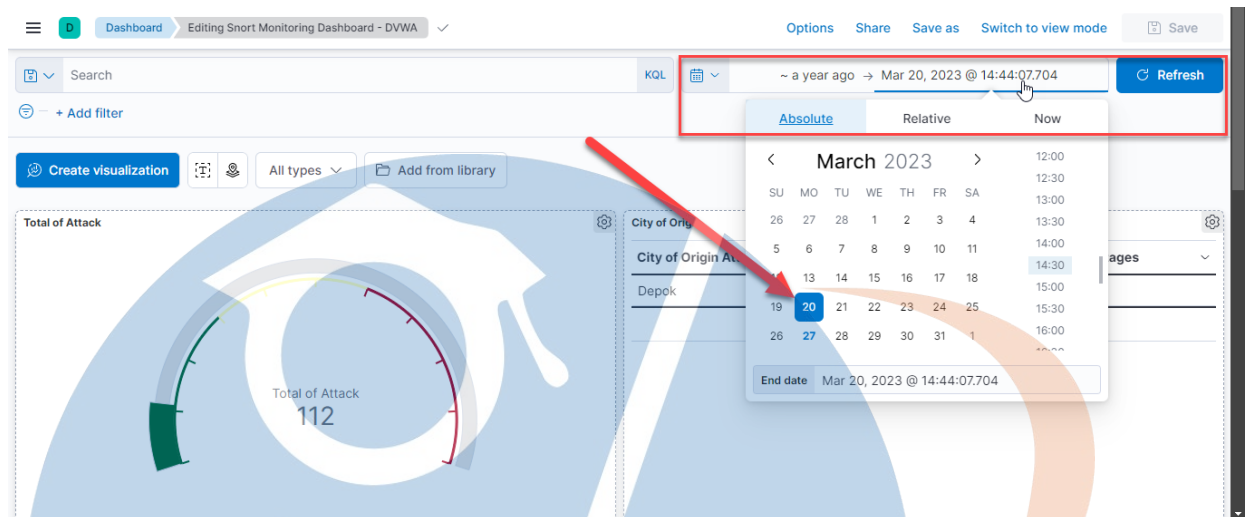 D Dashboard Editing Snort Monitoring Dashboard - DVWA Options Share Save as Switch to view mode Save
Search KQL ~ a year ago → Mar 20, 2023 @ 14:44:07.704 Refresh
+ Add filter
Absolute Relative Now
Create visualization All types Add from library
March 2023
SU MO TU WE TH FR SA
26 27 28 1 2 3 4
5 6 7 8 9 10 11
13 14 15 16 17 18
19 20 21 22 23 24 25
26 27 28 29 30 31 1
12:00
12:30
13:00
13:30
14:00
14:30
15:00
15:30
16:00
End date Mar 20, 2023 @ 14:44:07.704
Total of Attack
Total of Attack
112
City of Orig
City of Origin
ages
Depok